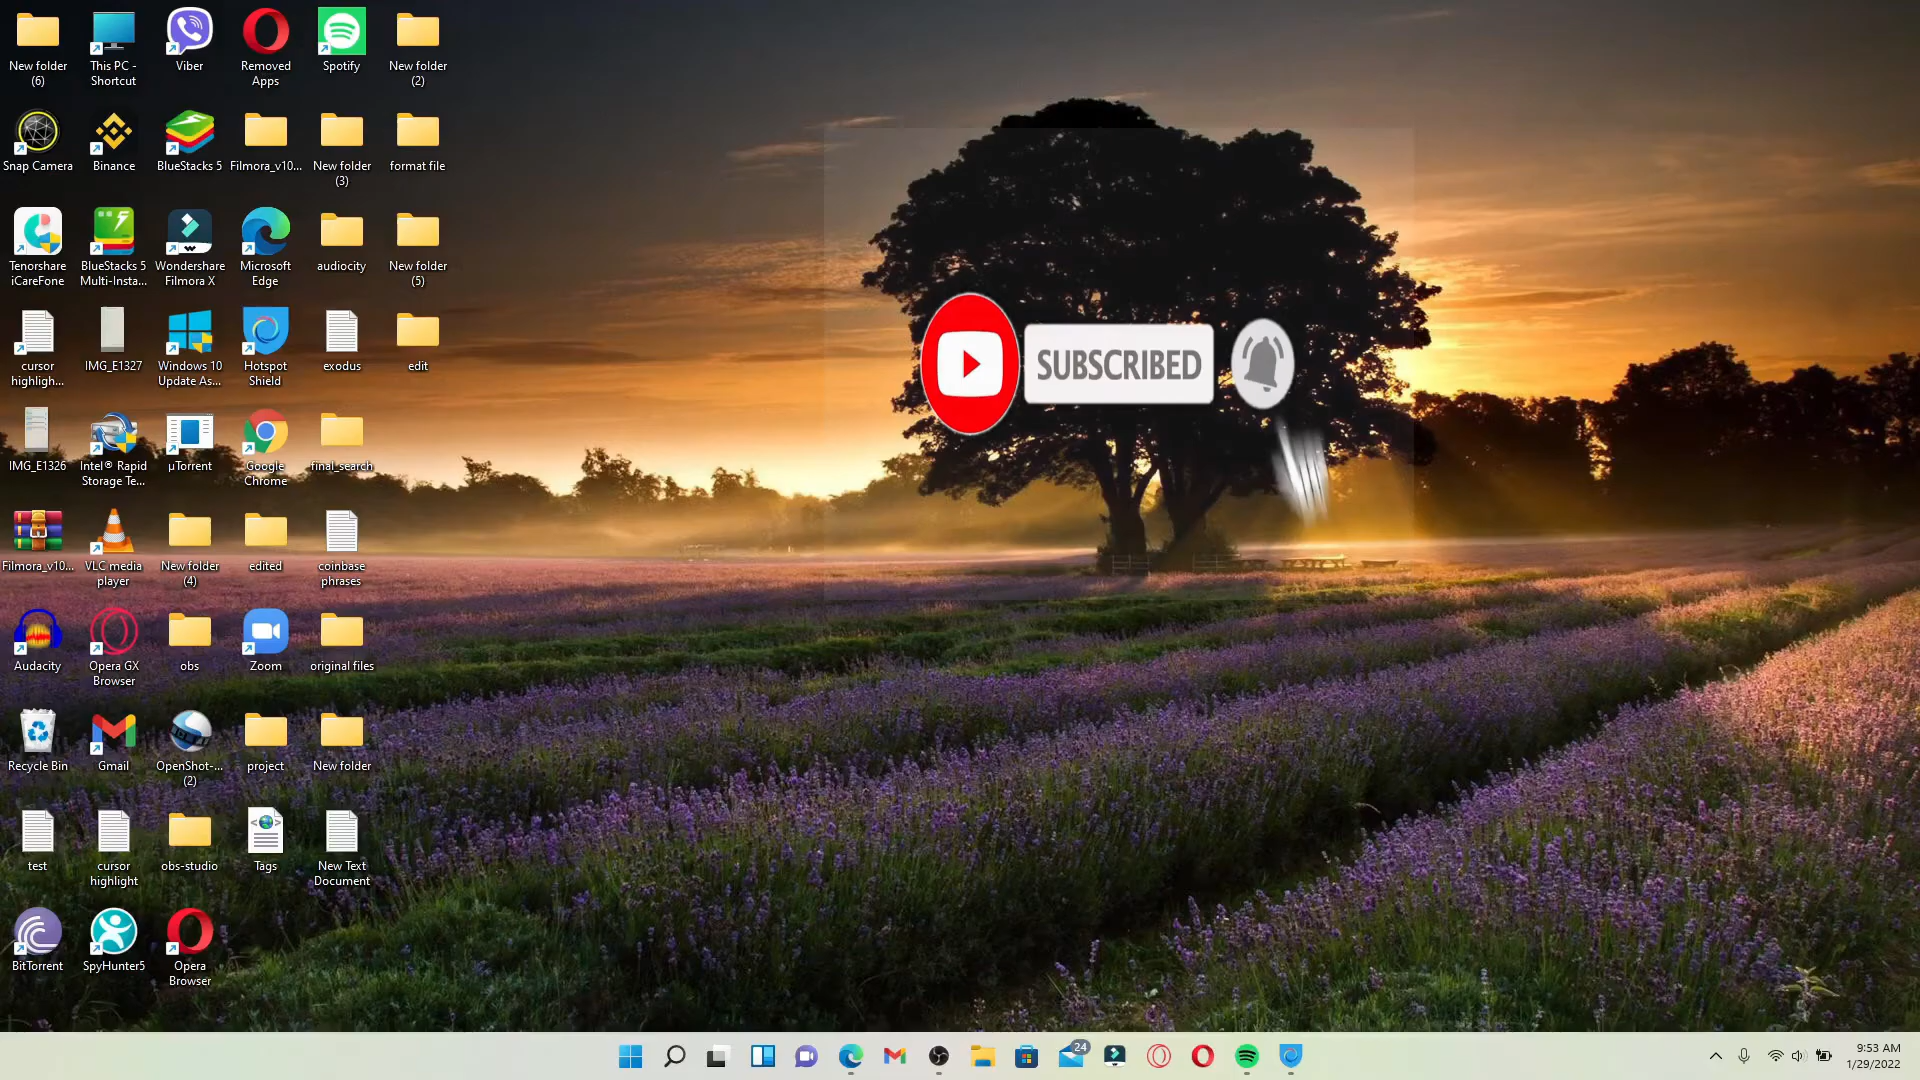 New folder
(6)
This PC -
Shortcut
Viber
Removed
Apps
Spotify
New folder
(2)
Snap Camera
Binance
BlueStacks 5
Filmora_v10...
New folder
(3)
format file
Tenorshare
iCareFone
BlueStacks 5
Multi-Insta...
Wondershare
Filmora X
Microsoft
Edge
audiocity
New folder
(5)
cursor
highligh...
IMG_E1327
Windows 10
Update As...
Hotspot
Shield
exodus
edit
SUBSCRIBED
IMG_E1326
Intel® Rapid
Storage Te...
µTorrent
Google
Chrome
final_search
Filmora_v10...
VLC media
player
New folder
(4)
edited
coinbase
phrases
Audacity
Opera GX
Browser
obs
Zoom
original files
Recycle Bin
Gmail
OpenShot-...
(2)
project
New folder
test
cursor
highlight
obs-studio
Tags
New Text
Document
BitTorrent
SpyHunter5
Opera
Browser
24
9:53 AM
1/29/2022